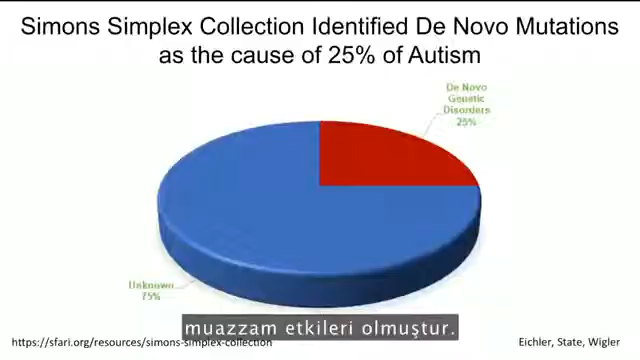 Simons Simplex Collection Identified De Novo Mutations
as the cause of 25% of Autism
De Novo
Genetic
Disorders
25%
Unknown
75%
muazzam etkileri olmuştur.
https://sfari.org/resources/simons-simplex-collection
Eichler, State, Wigler